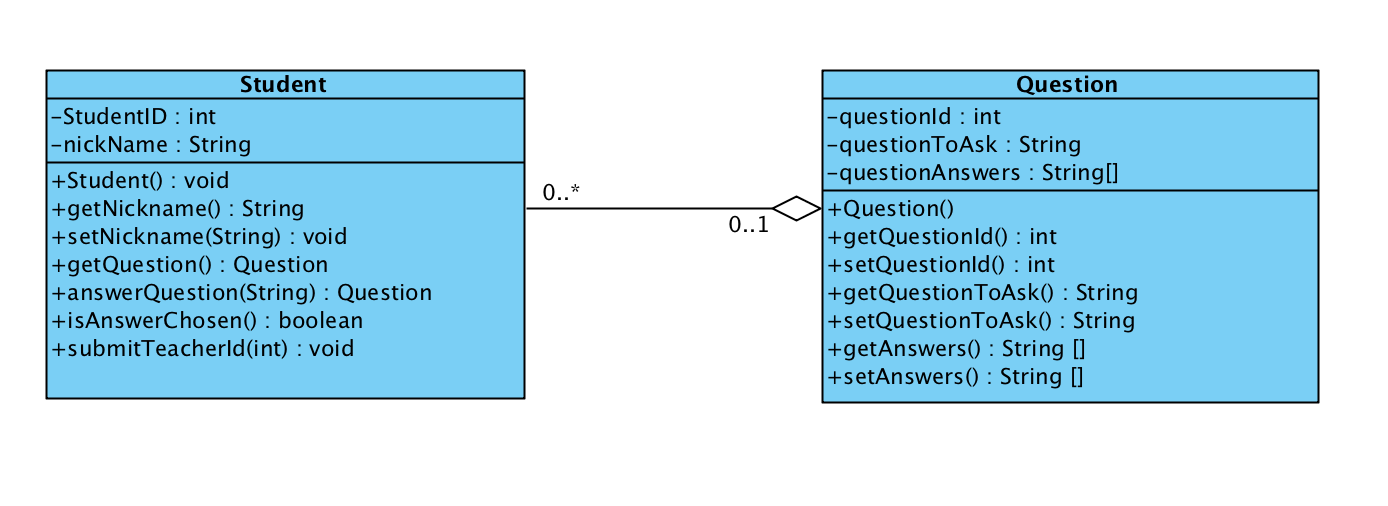 Student
-StudentID : int
-nickName : String
+Student() : void
+getNickname() : String
+setNickname(String) : void
+getQuestion() : Question
+answerQuestion(String) : Question
+isAnswerChosen() : boolean
+submitTeacherId(int) : void
0..*
0..1
Question
-questionId : int
-questionToAsk : String
-questionAnswers : String[]
+Question()
+getQuestionId() : int
+setQuestionId() : int
+getQuestionToAsk() : String
+setQuestionToAsk() : String
+getAnswers() : String []
+setAnswers() : String []